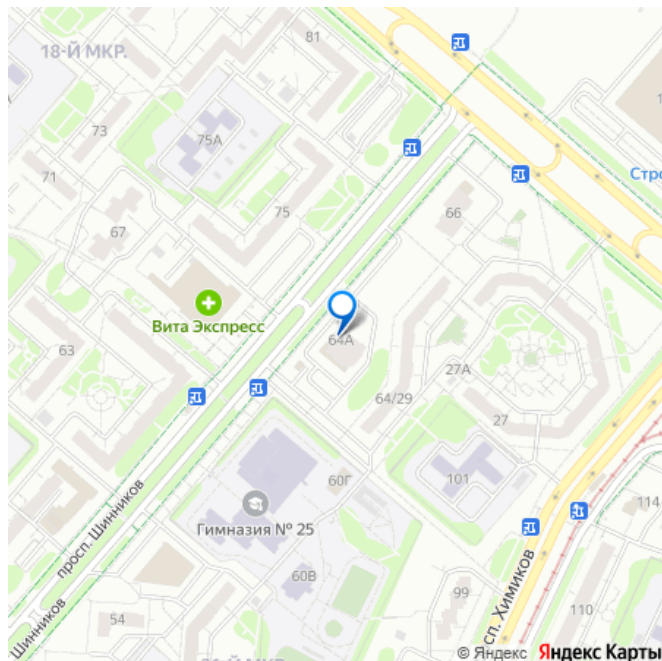 81
18-Й МКР.
73
75А
71
Стро
75
66
67
Вита Экспресс
64А
63
27А
64/29
27
101
60Г
просп. Шинников
Гимназия № 25
114
60В
сп. Химиков
99
54
110
Шинников
© Яндекс Яндекс Карты